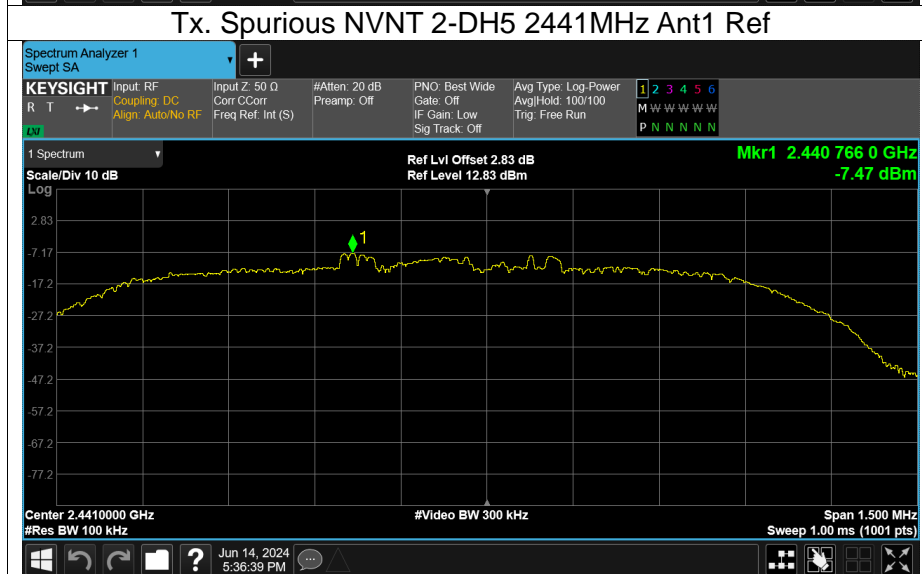 Tx. Spurious NVNT 2-DH5 2441MHz Ant1 Ref
Spectrum Analyzer 1
Swept SA
▼
+
KEYSIGHT
R T
LXI
Input: RF
Coupling: DC
Align: Auto/No RF
Input Z: 50 Ω
Corr CCorr
Freq Ref: Int (S)
#Atten: 20 dB
Preamp: Off
PNO: Best Wide
Gate: Off
IF Gain: Low
Sig Track: Off
Avg Type: Log-Power
Avg|Hold: 100/100
Trig: Free Run
1 2 3 4 5 6
M W W W W W
P N N N N N
1 Spectrum ▼
Scale/Div 10 dB
Ref Lvl Offset 2.83 dB
Ref Level 12.83 dBm
Mkr1 2.440 766 0 GHz
-7.47 dBm
Log
2.83
-7.17
-17.2
-27.2
-37.2
-47.2
-57.2
-67.2
-77.2
1
Center 2.4410000 GHz
#Res BW 100 kHz
#Video BW 300 kHz
Span 1.500 MHz
Sweep 1.00 ms (1001 pts)
?
Jun 14, 2024
5:36:39 PM